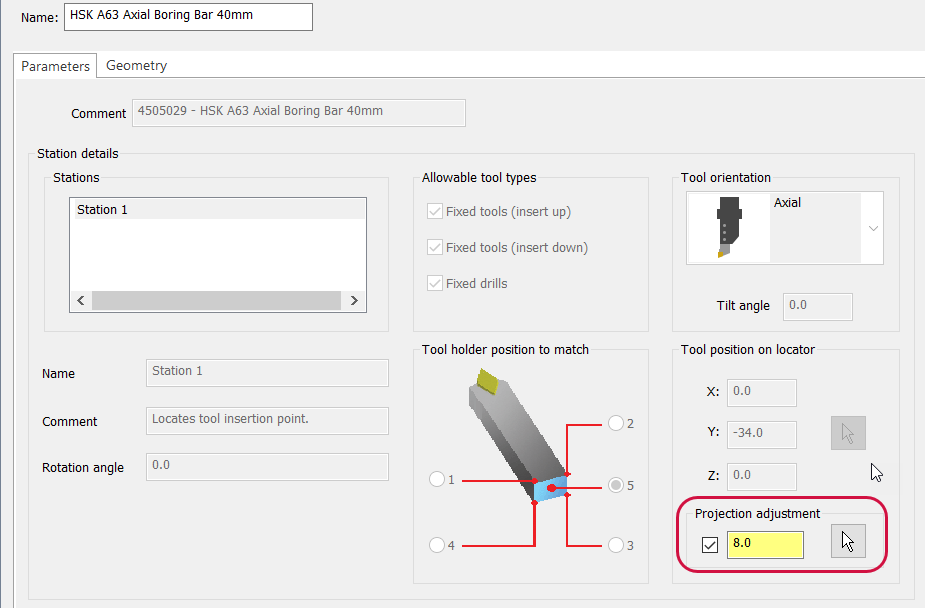 Name: HSK A63 Axial Boring Bar 40mm
Parameters Geometry
Comment 4505029 - HSK A63 Axial Boring Bar 40mm
Station details
Stations
Station 1
Allowable tool types
Fixed tools (insert up)
Fixed tools (insert down)
Fixed drills
Tool orientation
Axial
Tilt angle 0.0
Name Station 1
Comment Locates tool insertion point.
Rotation angle 0.0
Tool holder position to match
2
1
5
4
3
Tool position on locator
X: 0.0
Y: -34.0
Z: 0.0
Projection adjustment
8.0